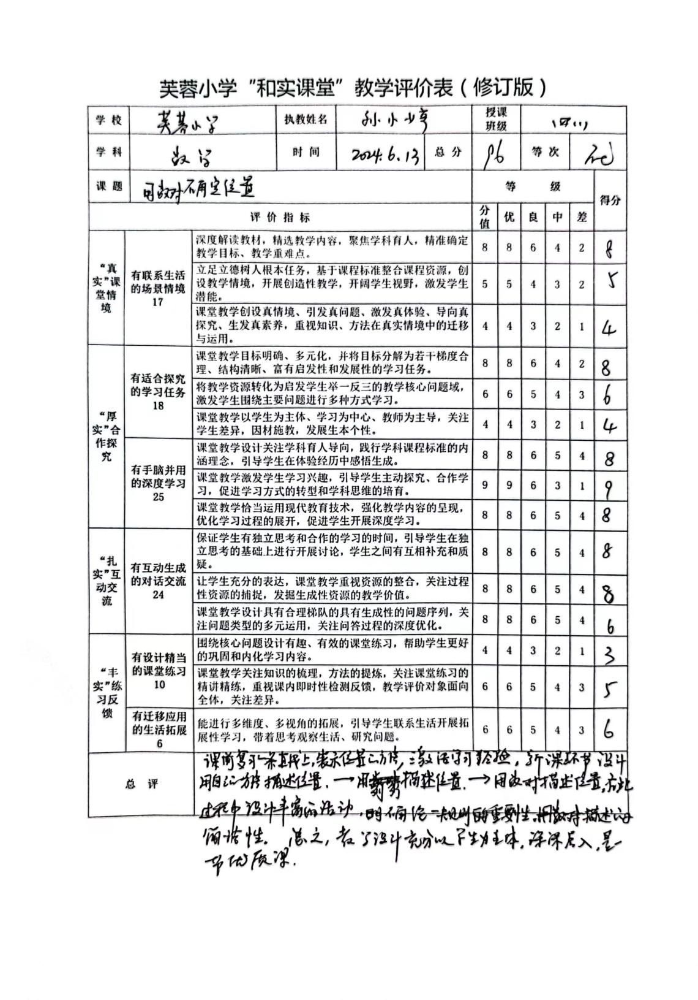 芙蓉小学“和实课堂”教学评价表（修订版）
学校 芙蓉小学 执教姓名 孙小 授课班级 四(1)
学科 数学 时间 2024.6.13 总分 96 等次
课题 用数对确定位置 等级 得分
评价指标 分值 优 良 中 差
“真实”课堂情境
有联系生活的场景情境 17
深度解读教材，精选教学内容，聚焦学科育人，精准确定
教学目标、教学重难点。 8 8 6 4 2 8
立足立德树人根本任务，基于课程标准整合课程资源，创
设教学情境，开展创造性教学，开阔学生视野，激发学生
潜能。 5 5 4 3 2 5
课堂教学创设真情境、引发真问题、激发真体验、导向真
探究、生发真素养，重视知识、方法在真实情境中的迁移
与运用。 4 4 3 2 1 4
“厚实”合作探究
有适合探究的学习任务 18
课堂教学目标明确、多元化，并将目标分解为若干梯度合
理、结构清晰、富有启发性和发展性的学习任务。 8 8 6 4 2 8
将教学资源转化为启发学生举一反三的教学核心问题域，
激发学生围绕主要问题进行多种方式学习。 6 6 5 4 3 6
课堂教学以学生为主体、学习为中心、教师为主导，关注
学生差异，因材施教，发展生本个性。 4 4 3 2 1 4
有手脑并用的深度学习 25
课堂教学设计关注学科育人导向，践行学科课程标准的内
涵理念，引导学生在体验经历中感悟生成。 8 8 6 5 4 8
课堂教学激发学生学习兴趣，引导学生主动探究、合作学
习，促进学习方式的转型和学科思维的培育。 9 9 6 3 1 9
课堂教学恰当运用现代教育技术，强化教学内容的呈现，
优化学习过程的展开，促进学生开展深度学习。 8 8 6 5 4 8
“扎实”互动交流
有互动生成的对话交流 24
保证学生有独立思考和合作的学习的时间，引导学生在独
立思考的基础上进行开展讨论，学生之间有互相补充和质
疑。 8 8 6 5 4 8
让学生充分的表达，课堂教学重视资源的整合，关注过程
性资源的捕捉，发掘生成性资源的教学价值。 8 8 6 5 4 8
课堂教学设计具有合理梯队的具有生成性的问题序列，关
注问题类型的多元运用，关注问答过程的深度优化。 8 8 6 5 4 6
“丰实”练习反馈
有设计精当的课堂练习 10
围绕核心问题设计有趣、有效的课堂练习，帮助学生更好
的巩固和内化学习内容。 4 4 3 2 1 3
课堂教学关注知识的梳理，方法的提炼，关注课堂练习的
精讲精练，重视课内即时性检测反馈，教学评价对象面向
全体，关注差异。 6 6 5 4 3 5
有迁移应用的生活拓展 6
能进行多维度、多视角的拓展，引导学生联系生活开展拓
展性学习，带着思考观察生活、研究问题。 6 6 5 4 3 6
总评
课前复习一条直线上，表示位置的方法，激活学习经验，新课环节设计
用自己的方法描述位置，→用 描述位置，→用数对描述位置，在此
过程中设计丰富的活动，明确统一规则的重要性，用数对描述的
简洁性。总之，教学设计充分以学生为主体，深深层入，是一
节优质课。